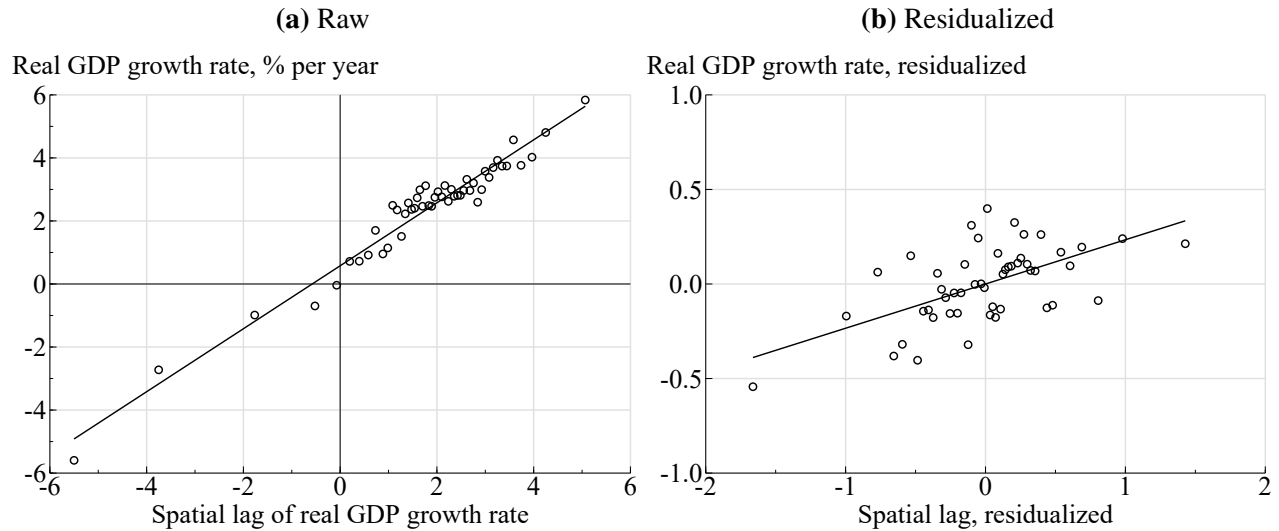 (a) Raw
Real GDP growth rate, % per year
6
4
2
0
-2
-4
-6
-6 -4 -2 0 2 4 6
Spatial lag of real GDP growth rate
(b) Residualized
Real GDP growth rate, residualized
1.0
0.5
0.0
-0.5
-1.0
-2 -1 0 1 2
Spatial lag, residualized